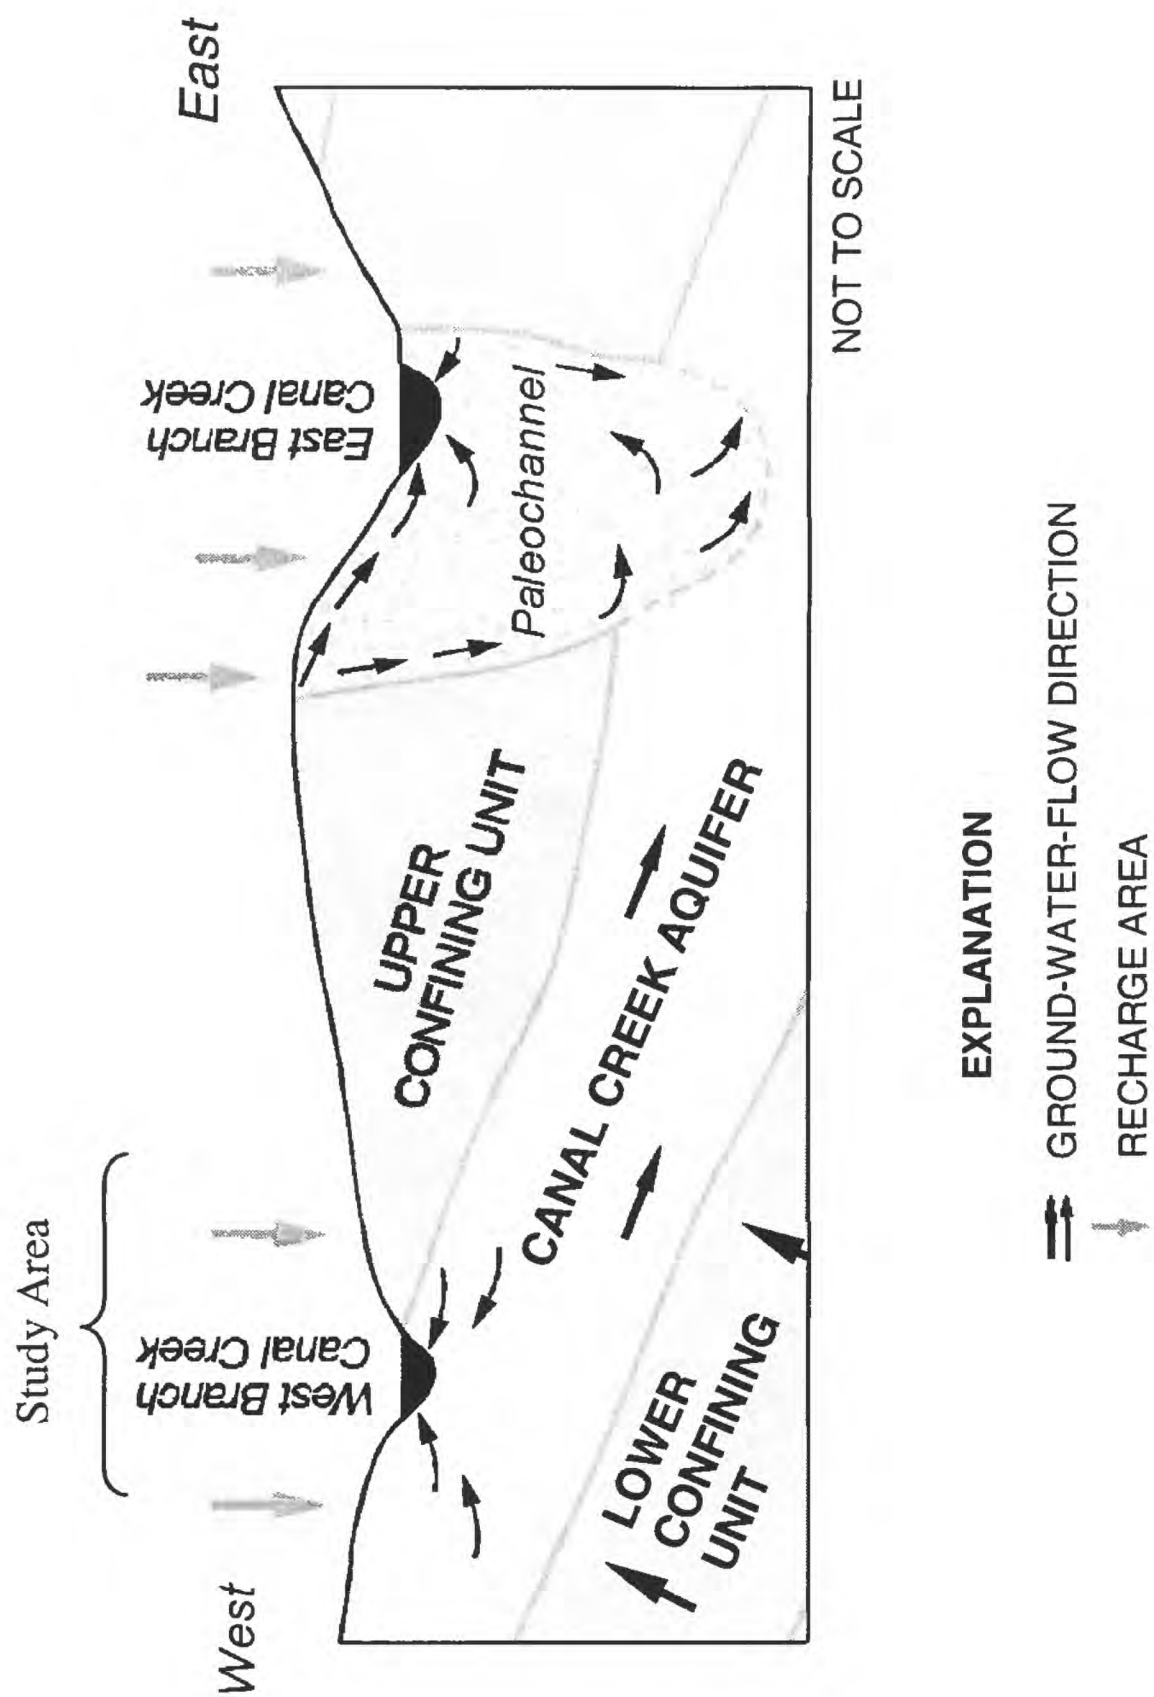 Study Area
West
East
West Branch
Canal Creek
East Branch
Canal Creek
UPPER
CONFINING UNIT
Paleochannel
CANAL CREEK AQUIFER
LOWER
CONFINING
UNIT
NOT TO SCALE
EXPLANATION
GROUND-WATER-FLOW DIRECTION
RECHARGE AREA